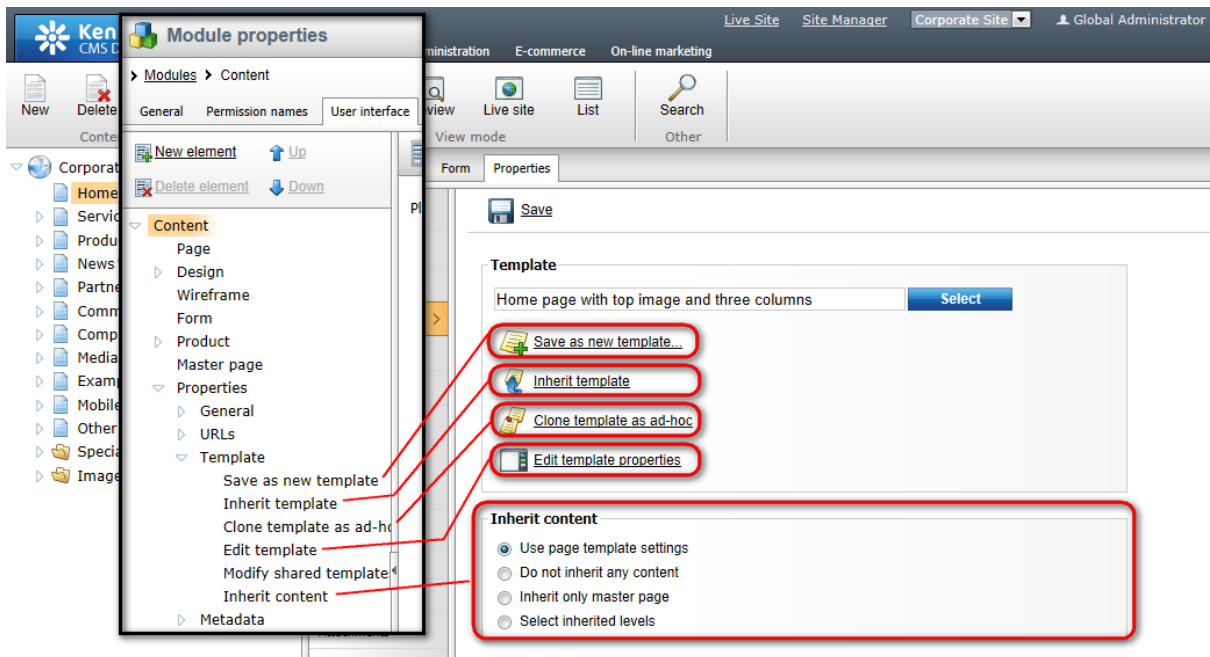 Live Site Site Manager Corporate Site Global Administrator
Ken
CMS D
Module properties
E-commerce On-line marketing
Modules > Content
General Permission names User interface
New Delete
Live site List Search
View mode Other
New element Up
Delete element Down
Form Properties
Save
Corporat
Home
Servic
Produ
News
Partne
Comm
Comp
Media
Examp
Mobile
Other
Specia
Image
Content
Page
Design
Wireframe
Form
Product
Master page
Properties
General
URLs
Template
Save as new template
Inherit template
Clone template as ad-ho
Edit template
Modify shared template
Inherit content
Metadata
Template
Home page with top image and three columns Select
Save as new template...
Inherit template
Clone template as ad-hoc
Edit template properties
Inherit content
Use page template settings
Do not inherit any content
Inherit only master page
Select inherited levels